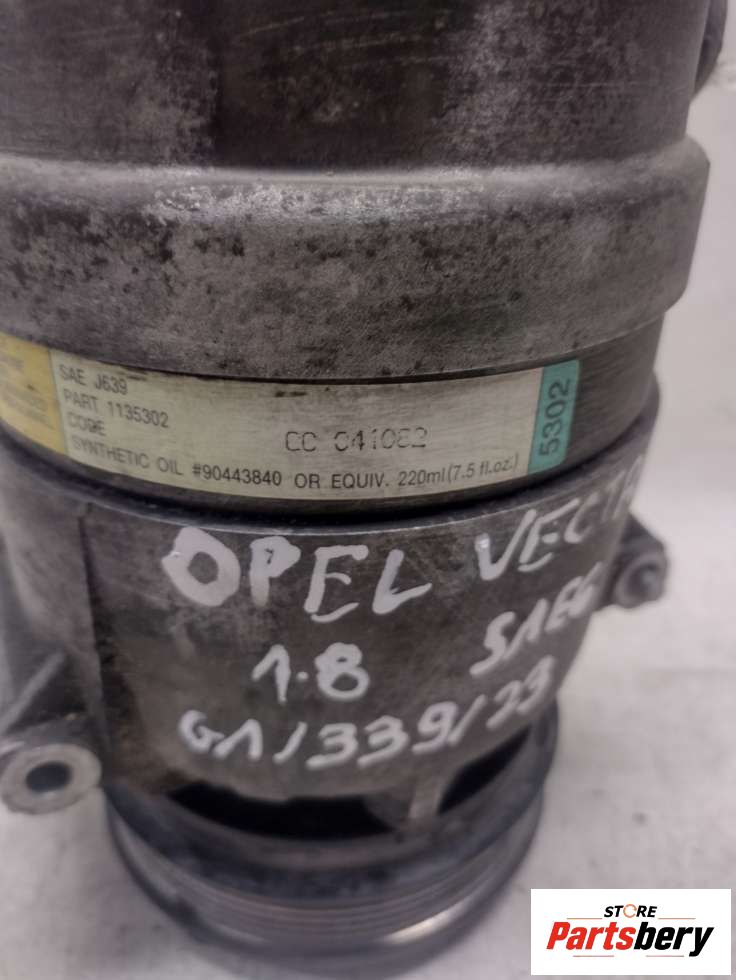 SAE J639
PART 1135302
CODE
CC 041082
SYNTHETIC OIL #90443840 OR EQUIV. 220ml(7.5 fl.oz.)
5302
OPEL
1.8
GA/339/23
STORE
Partsbery